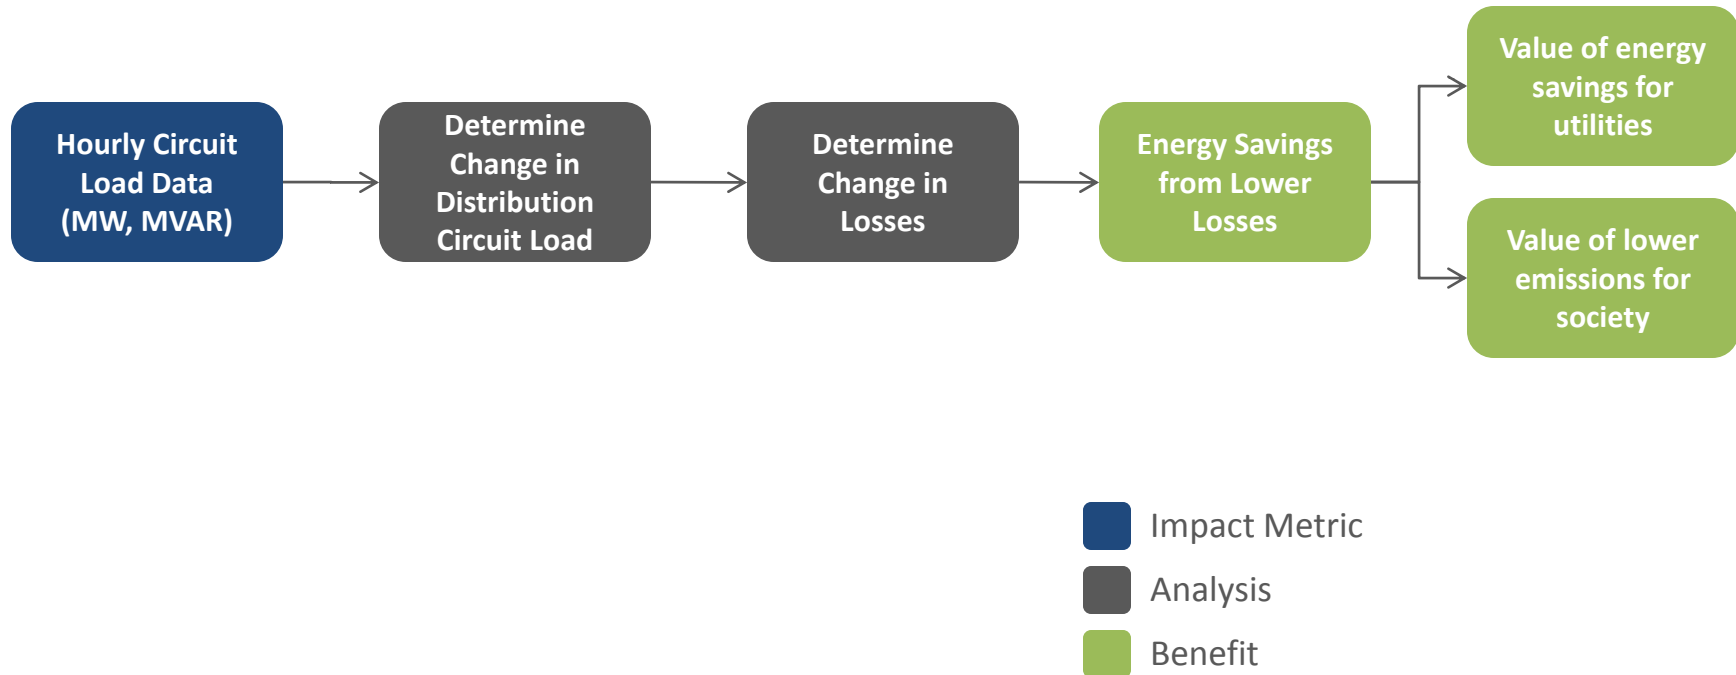 Hourly Circuit
Load Data
(MW, MVAR)
Determine
Change in
Distribution
Circuit Load
Determine
Change in
Losses
Energy Savings
from Lower
Losses
Value of energy
savings for
utilities
Value of lower
emissions for
society
Impact Metric
Analysis
Benefit